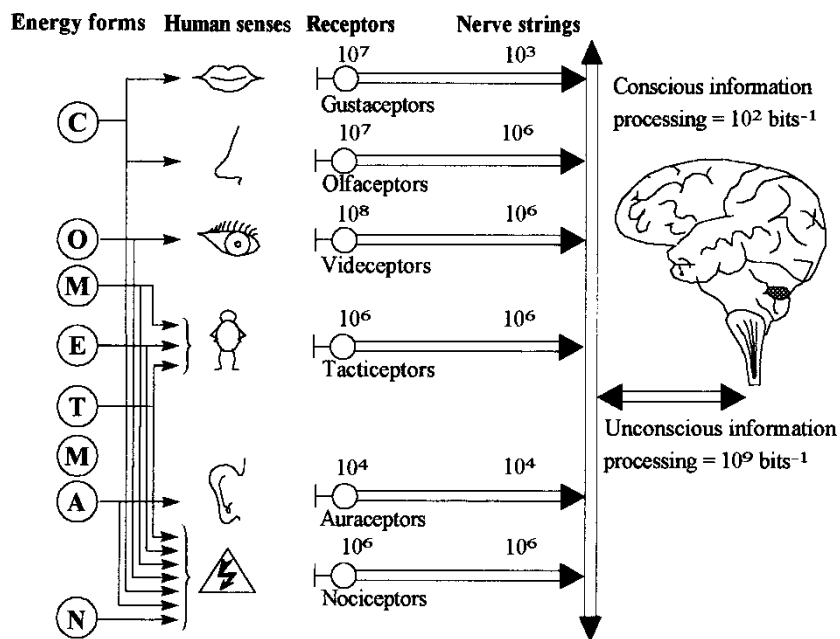 Energy forms Human senses Receptors Nerve strings
C
O
M
E
T
M
A
N
10⁷ 10³
Gustaceptors
10⁷ 10⁶
Olfaceptors
10⁸ 10⁶
Videceptors
10⁶ 10⁶
Tacticeptors
10⁴ 10⁴
Auraceptors
10⁶ 10⁶
Nociceptors
Conscious information
processing = 10² bits⁻¹
Unconscious information
processing = 10⁹ bits⁻¹